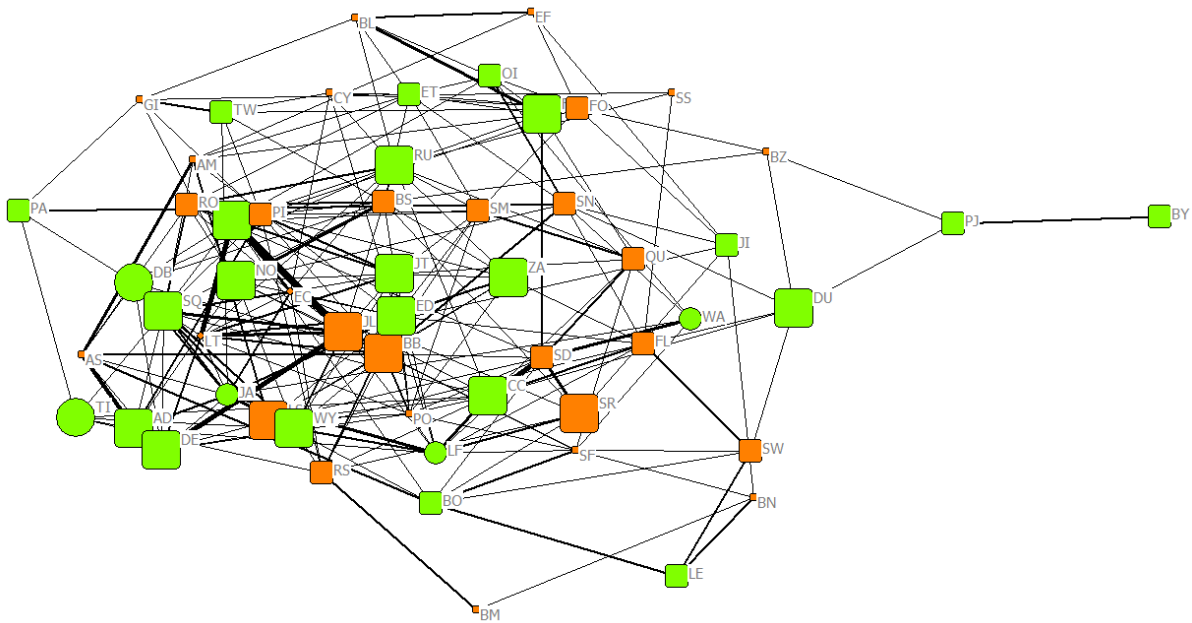 BL
EF
OI
CY
ET
SS
GI
TW
FO
RU
BZ
AM
RO
PI
BS
SM
SN
PA
BY
PJ
JI
QU
DB
NO
JT
ZA
SQ
EC
ED
DU
WA
JL
LT
BB
FL
AS
SD
JA
CC
TI
AD
WY
PO
SR
DE
LF
SF
SW
RS
BO
BN
LE
BM